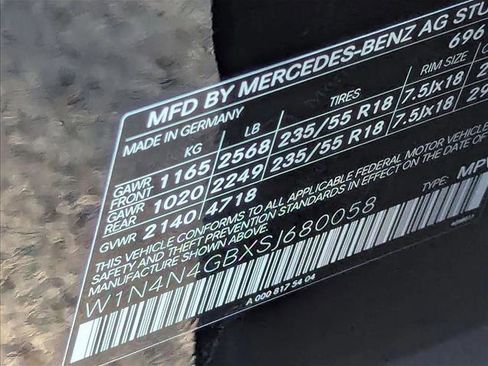 MFD BY MERCEDES-BENZ AG STU
MADE IN GERMANY 696
KG LB TIRES RIM SIZE
GAWR FRONT 1165 2568 235/55 R18 7.5Jx18
GAWR REAR 1020 2249 235/55 R18 7.5Jx18
GVWR 2140 4718
THIS VEHICLE CONFORMS TO ALL APPLICABLE FEDERAL MOTOR VEHICLE
SAFETY AND THEFT PREVENTION STANDARDS IN EFFECT ON THE DATE OF
MANUFACTURE SHOWN ABOVE.
W1N4N4GBXSJ680058 TYPE: MPV
A 000 817 54 04